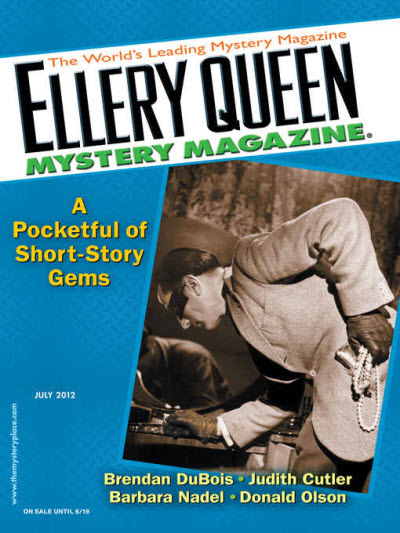 The World's Leading Mystery Magazine
ELLERY QUEEN
MYSTERY MAGAZINE®
A
Pocketful of
Short-Story
Gems
JULY 2012
www.themysteryplace.com
Brendan DuBois • Judith Cutler
Barbara Nadel • Donald Olson
ON SALE UNTIL 6/19